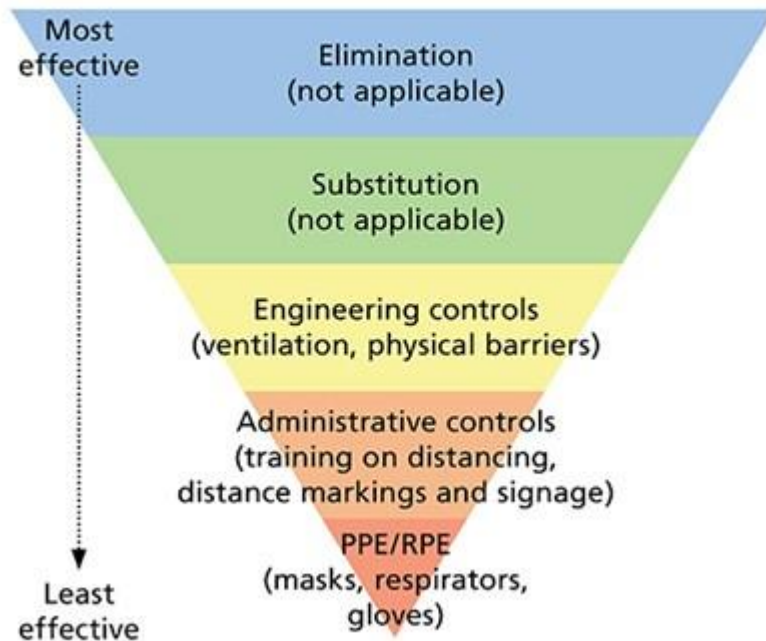 Most
effective
Elimination
(not applicable)
Substitution
(not applicable)
Engineering controls
(ventilation, physical barriers)
Administrative controls
(training on distancing,
distance markings and signage)
PPE/RPE
(masks, respirators,
gloves)
Least
effective